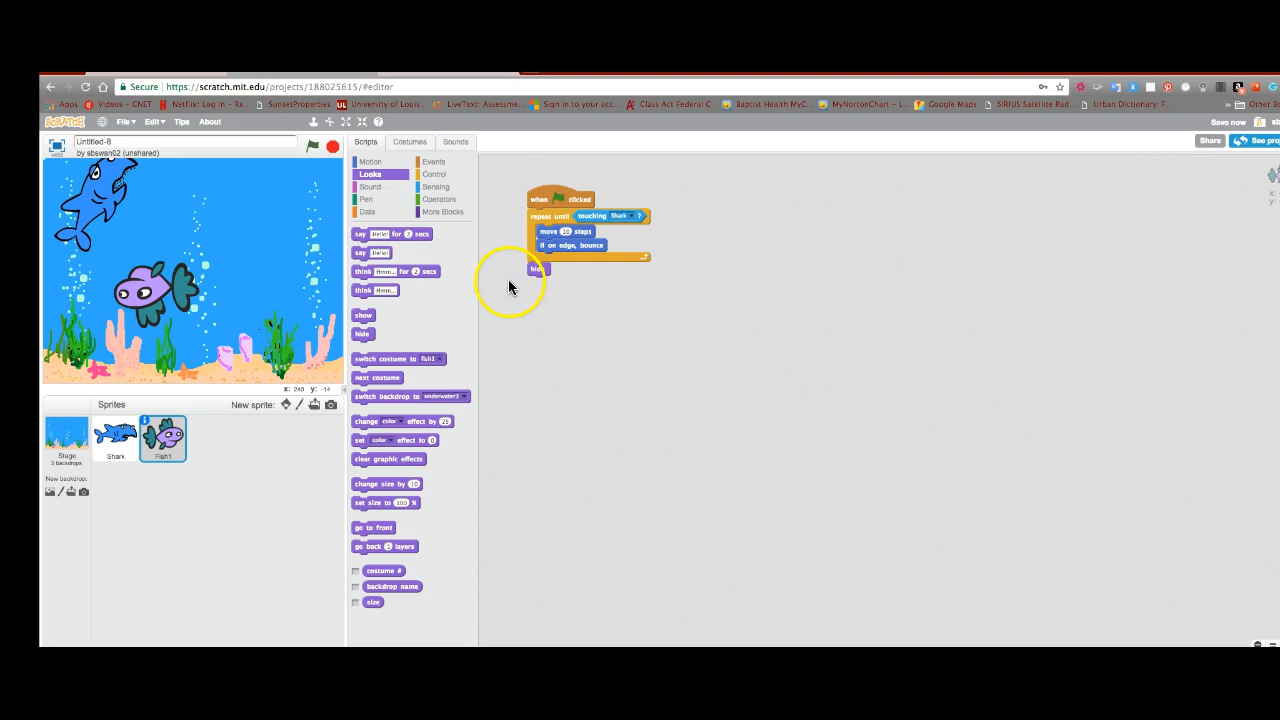 Secure https://scratch.mit.edu/projects/188025615/#editor
Apps Videos – CNET Netflix: Log in, Re... SunsetProperties UL University of Louis... LiveText: Assessme... Sign in to your acc... Class Act Federal C... Baptist Health MyC... MyNortonChart – L... Google Maps SIRIUS Satellite Rad... Urban Dictionary: F... » Other Bo
SCRATCH File Edit Tips About Save now
Untitled-8
by sbswan02 (unshared)
v456
Scripts Costumes Sounds
Share See proj
Motion Events
Looks Control
Sound Sensing
Pen Operators
Data More Blocks
say Hello! for 2 secs
say Hello!
think Hmm... for 2 secs
think Hmm...
show
hide
switch costume to fish1
next costume
switch backdrop to underwater3
change color effect by 25
set color effect to 0
clear graphic effects
change size by 10
set size to 100 %
go to front
go back 1 layers
costume #
backdrop name
size
when clicked
repeat until touching Shark ?
move 10 steps
if on edge, bounce
hide
x:
y:
x: 240 y: -14
Sprites New sprite:
Stage
2 backdrops
Shark
Fish1
New backdrop: